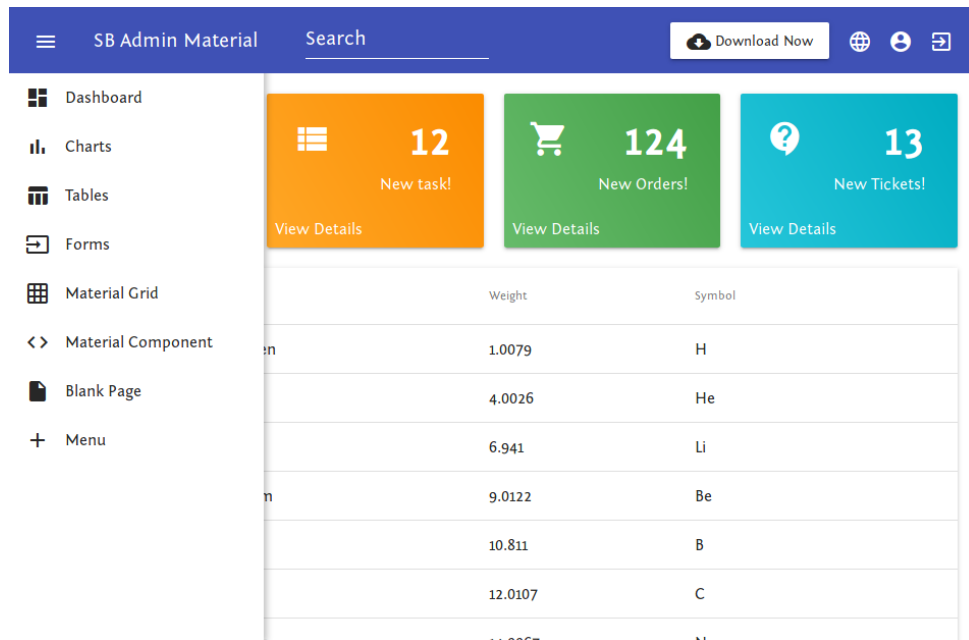 SB Admin Material Search Download Now
Dashboard
Charts
Tables
Forms
Material Grid
Material Component
Blank Page
Menu
12
New task!
View Details
124
New Orders!
View Details
13
New Tickets!
View Details
Weight Symbol
en 1.0079 H
4.0026 He
6.941 Li
m 9.0122 Be
10.811 B
12.0107 C